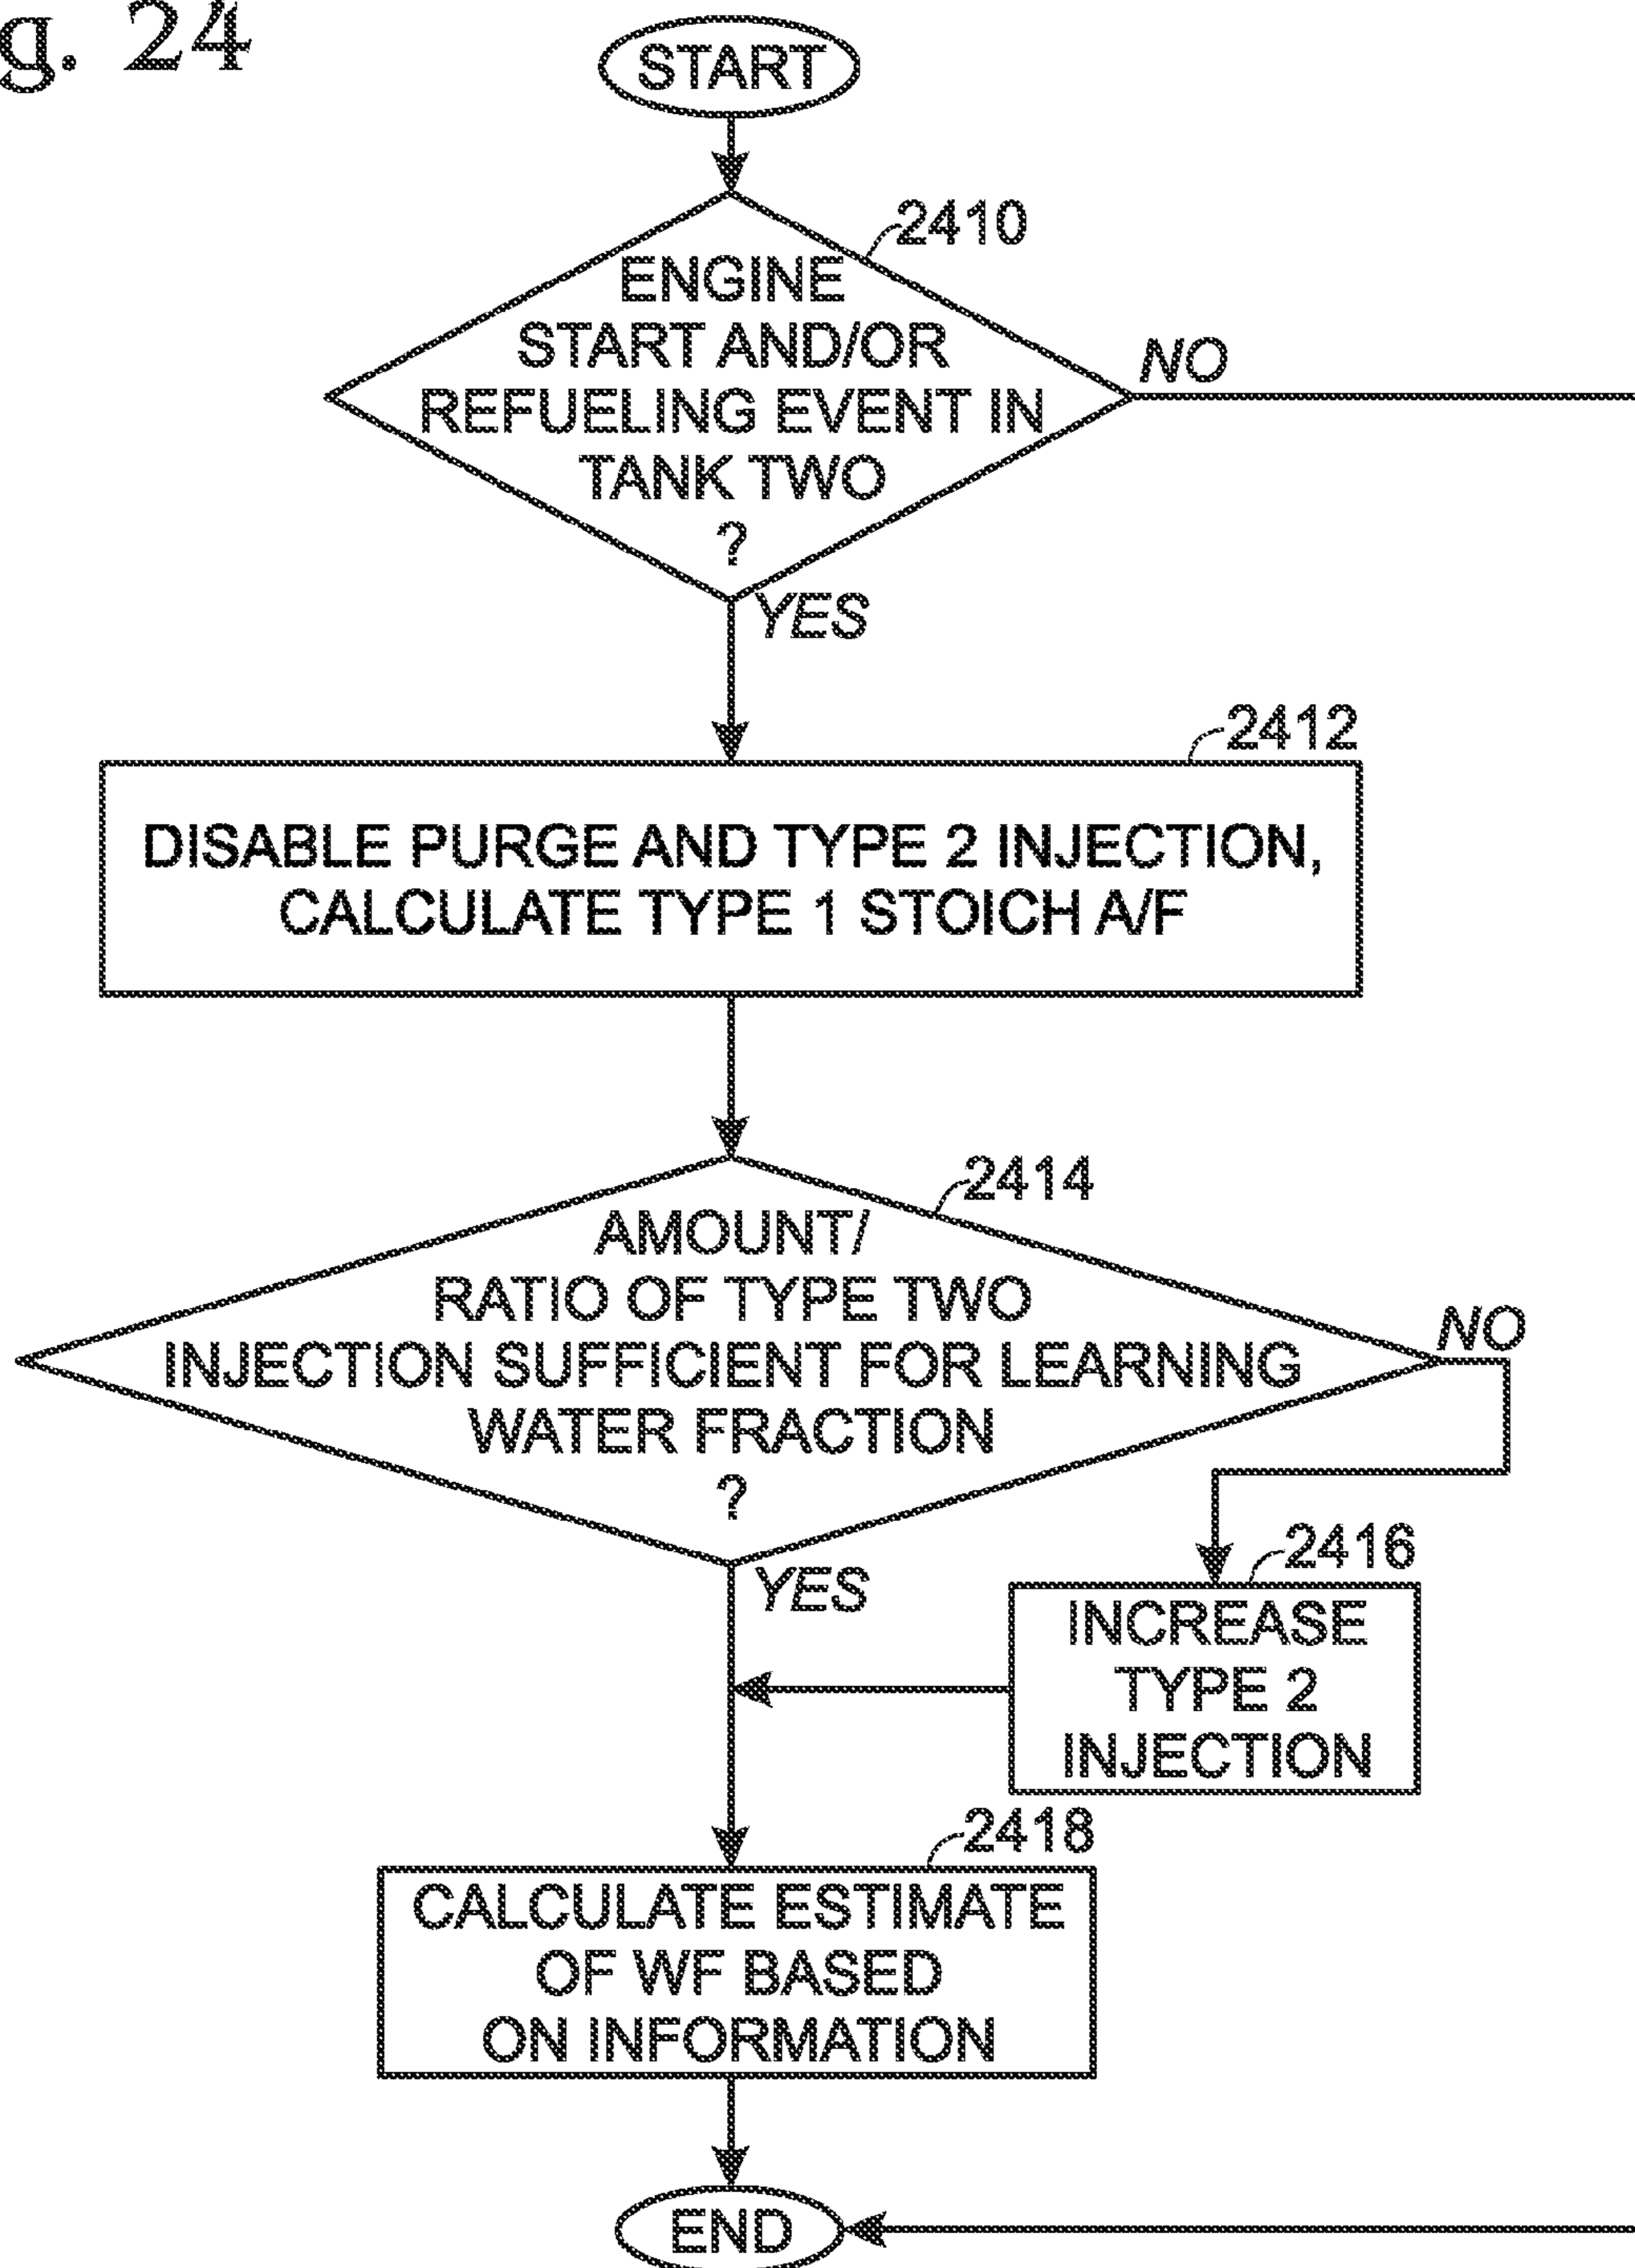 g. 24
START
2410
ENGINE
START AND/OR
REFUELING EVENT IN
TANK TWO
?
NO
YES
2412
DISABLE PURGE AND TYPE 2 INJECTION,
CALCULATE TYPE 1 STOICH A/F
2414
AMOUNT/
RATIO OF TYPE TWO
INJECTION SUFFICIENT FOR LEARNING
WATER FRACTION
?
NO
YES
2416
INCREASE
TYPE 2
INJECTION
2418
CALCULATE ESTIMATE
OF WF BASED
ON INFORMATION
END